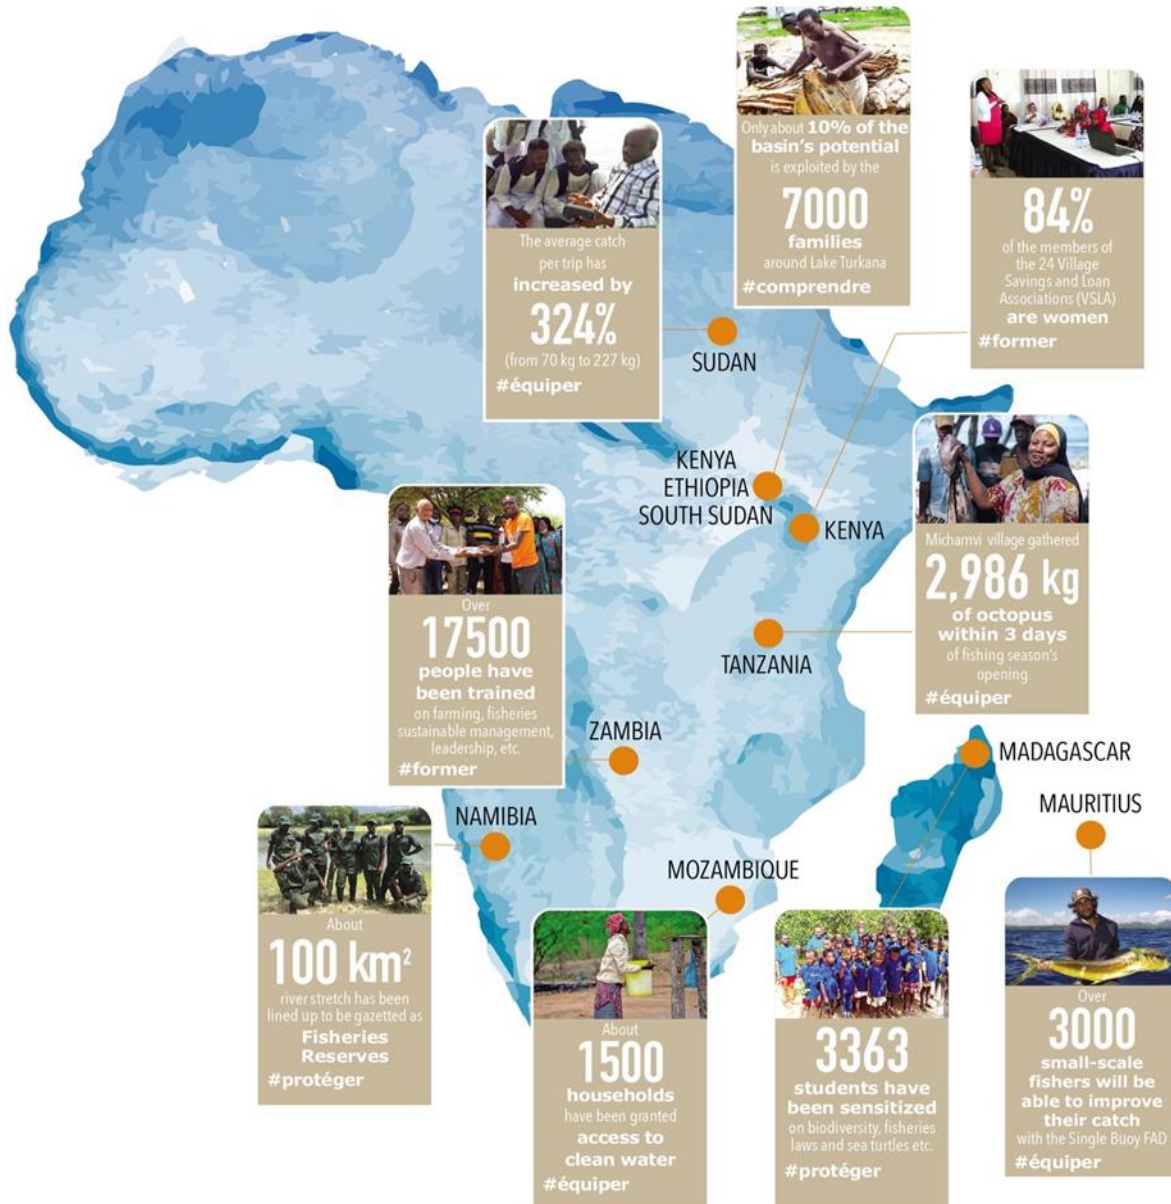 Only about 10% of the
basin's potential
is exploited by the
7000
families
around Lake Turkana
#comprendre
84%
of the members of
the 24 Village
Savings and Loan
Associations (VSLA)
are women
#former
The average catch
per trip has
increased by
324%
(from 70 kg to 227 kg)
#équiper
SUDAN
KENYA
ETHIOPIA
SOUTH SUDAN
KENYA
Michamvi village gathered
2,986 kg
of octopus
within 3 days
of fishing season's
opening
#équiper
TANZANIA
Over
17500
people have
been trained
on farming, fisheries
sustainable management,
leadership, etc.
#former
ZAMBIA
MADAGASCAR
MAURITIUS
NAMIBIA
MOZAMBIQUE
About
100 km²
river stretch has been
lined up to be gazetted as
Fisheries
Reserves
#protéger
About
1500
households
have been granted
access to
clean water
#équiper
3363
students have
been sensitized
on biodiversity, fisheries
laws and sea turtles etc.
#protéger
Over
3000
small-scale
fishers will be
able to improve
their catch
with the Single Buoy FAD
#équiper